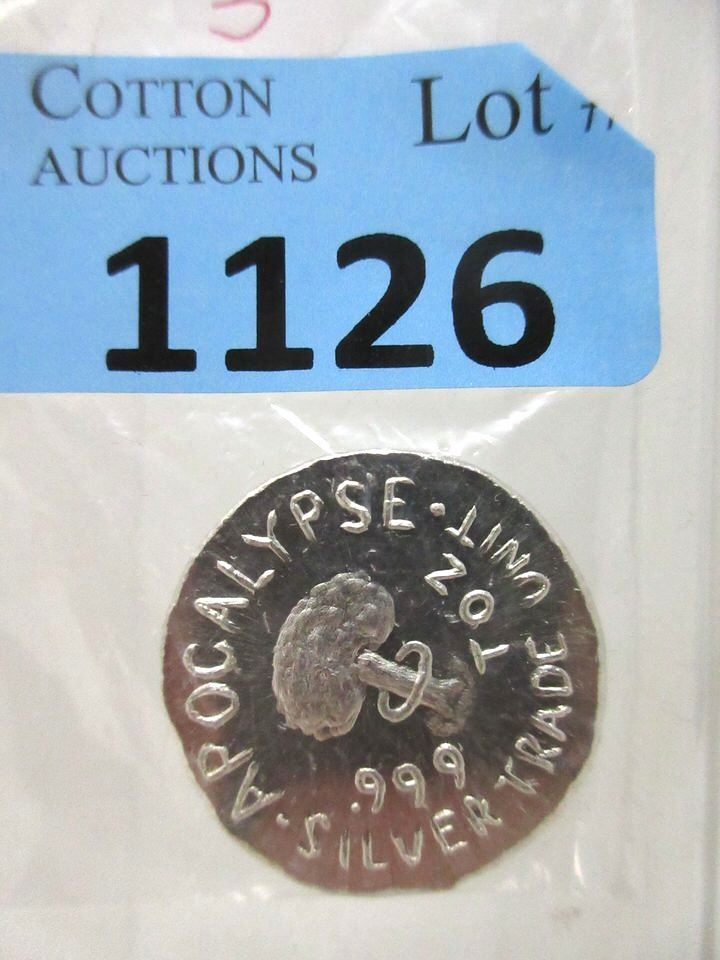 COTTON Lot #
AUCTIONS
1126
· APOCALYPSE · UNIT
1 OZ
.999
· SILVER TRADE